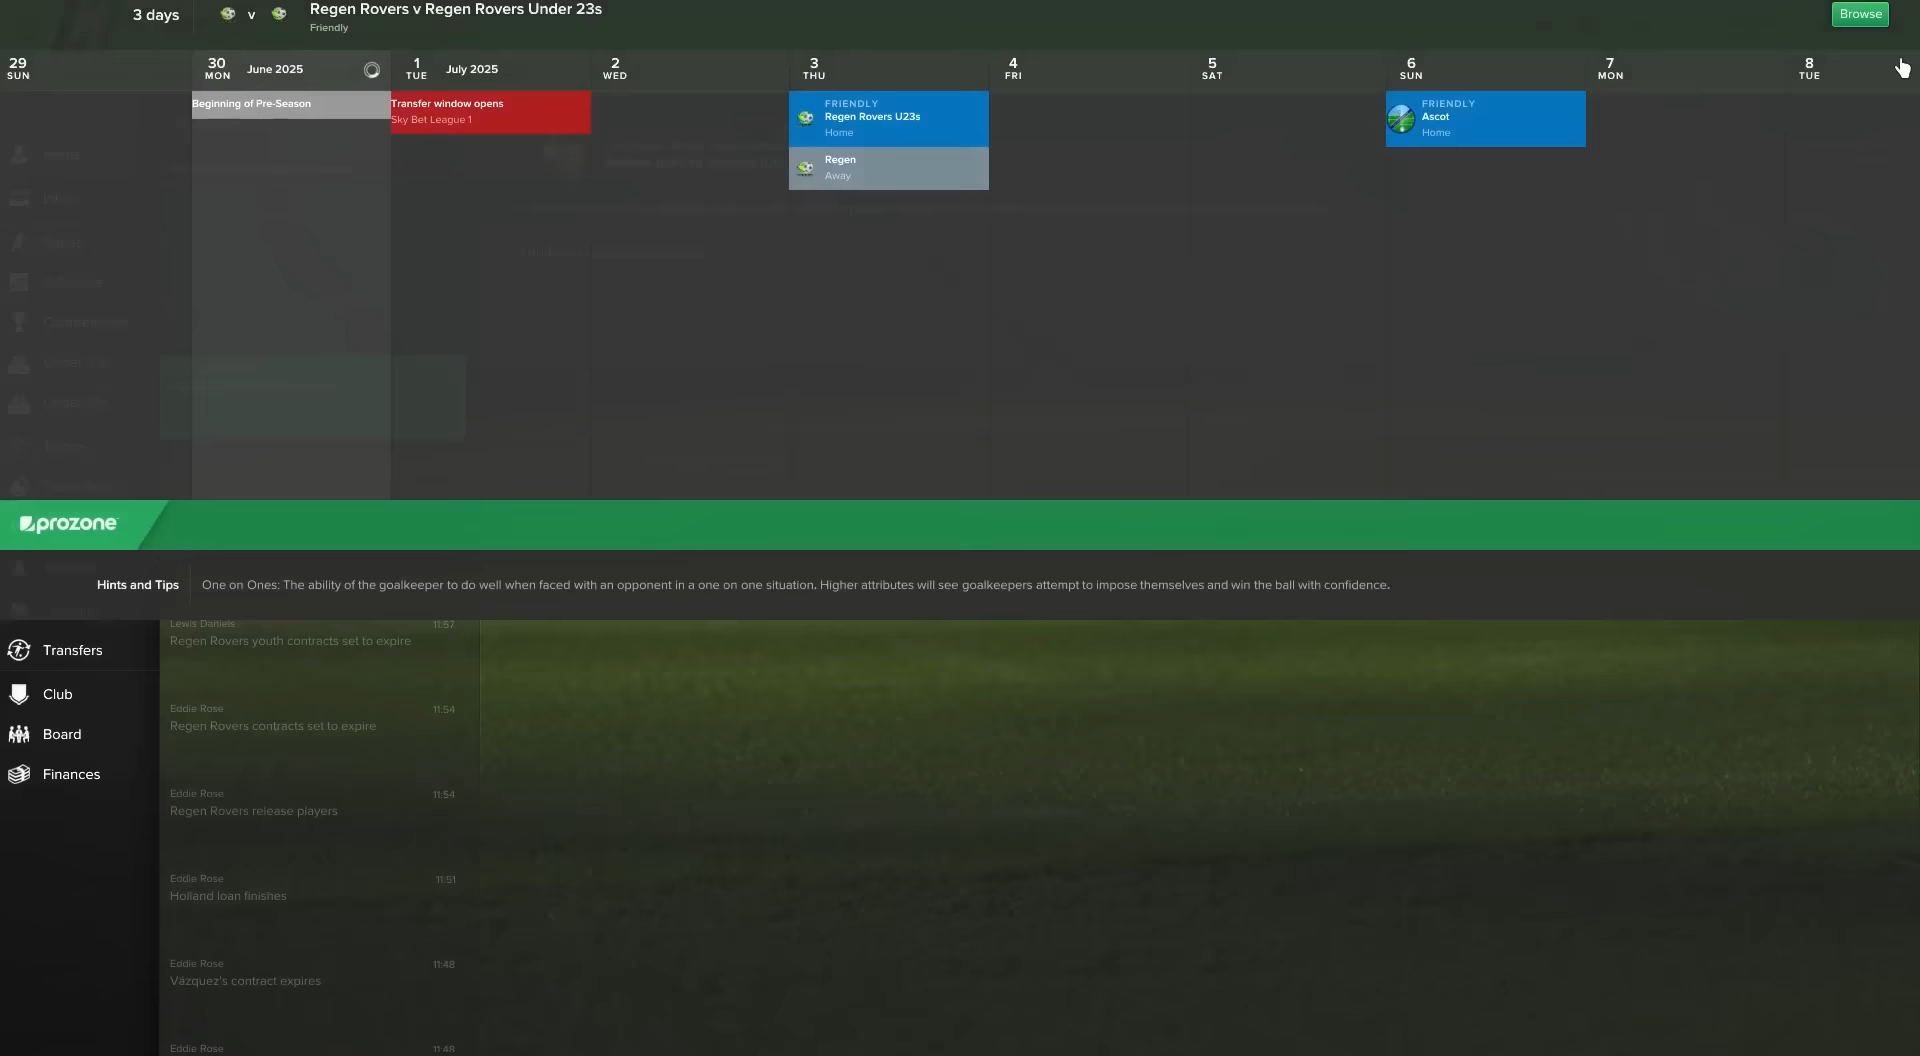 3 days
v
Regen Rovers v Regen Rovers Under 23s
Friendly
Browse
29
SUN
30
MON
June 2025
1
TUE
July 2025
2
WED
3
THU
4
FRI
5
SAT
6
SUN
7
MON
8
TUE
Beginning of Pre-Season
Transfer window opens
Sky Bet League 1
FRIENDLY
Regen Rovers U23s
Home
Regen
Away
FRIENDLY
Ascot
Home
prozone
Hints and Tips
One on Ones: The ability of the goalkeeper to do well when faced with an opponent in a one on one situation. Higher attributes will see goalkeepers attempt to impose themselves and win the ball with confidence.
Transfers
Club
Board
Finances
Lewis Daniels
11:57
Regen Rovers youth contracts set to expire
Eddie Rose
11:54
Regen Rovers contracts set to expire
Eddie Rose
11:54
Regen Rovers release players
Eddie Rose
11:51
Holland loan finishes
Eddie Rose
11:48
Vázquez's contract expires
Eddie Rose
11:48